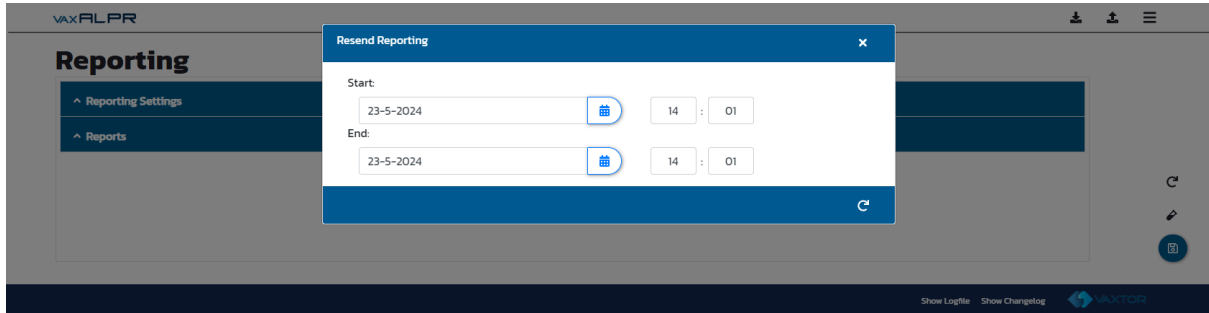 VAXALPR
Resend Reporting
Reporting
Start:
Reporting Settings
23-5-2024 14 : 01
Reports
End:
23-5-2024 14 : 01
Show Logfile Show Changelog VAXTOR